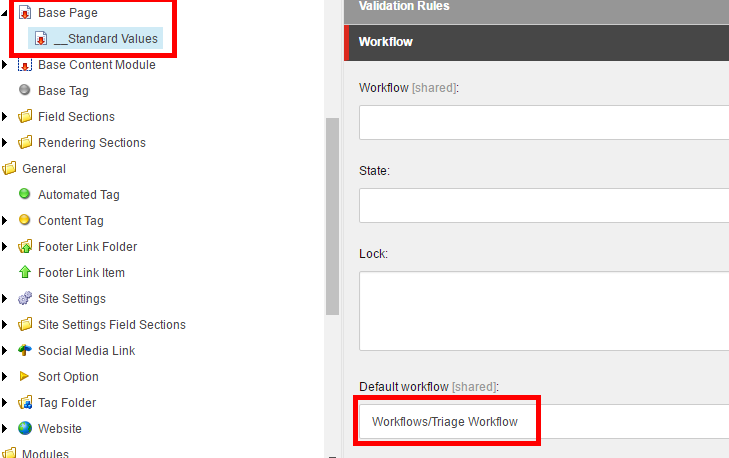 Base Page
__Standard Values
Base Content Module
Base Tag
Field Sections
Rendering Sections
General
Automated Tag
Content Tag
Footer Link Folder
Footer Link Item
Site Settings
Site Settings Field Sections
Social Media Link
Sort Option
Tag Folder
Website
Modules
Validation Rules
Workflow
Workflow [shared]:
State:
Lock:
Default workflow [shared]:
Workflows/Triage Workflow